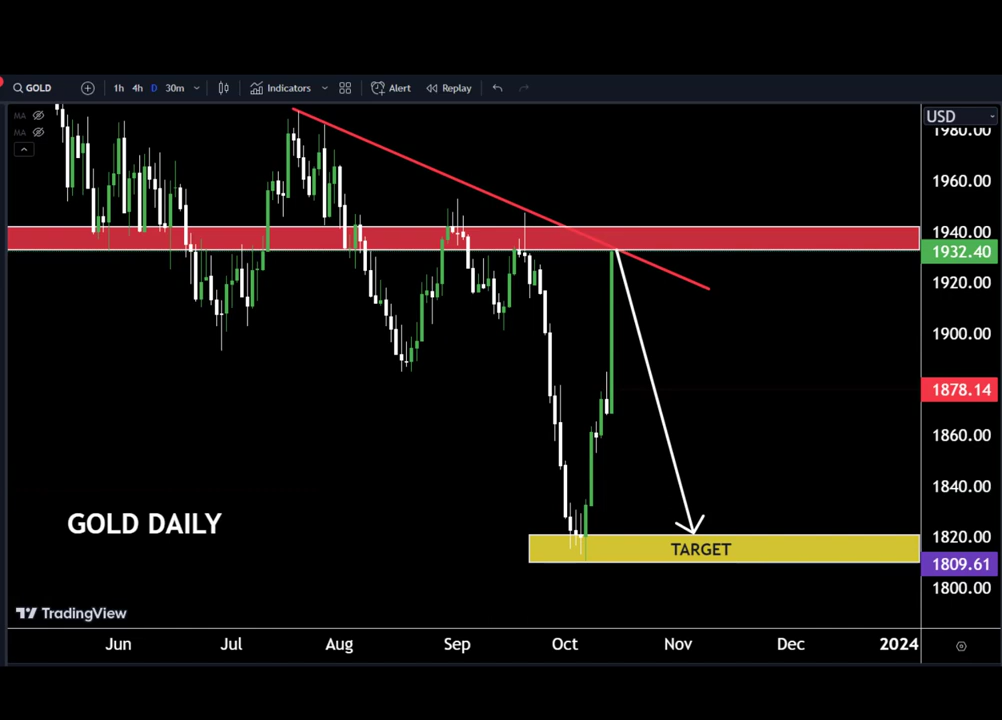 GOLD 1h 4h D 30m Indicators Alert Replay
MA
MA
USD
1980.00
1960.00
1940.00
1932.40
1920.00
1900.00
1878.14
1860.00
1840.00
1820.00
1809.61
1800.00
GOLD DAILY
TARGET
TradingView
Jun Jul Aug Sep Oct Nov Dec 2024